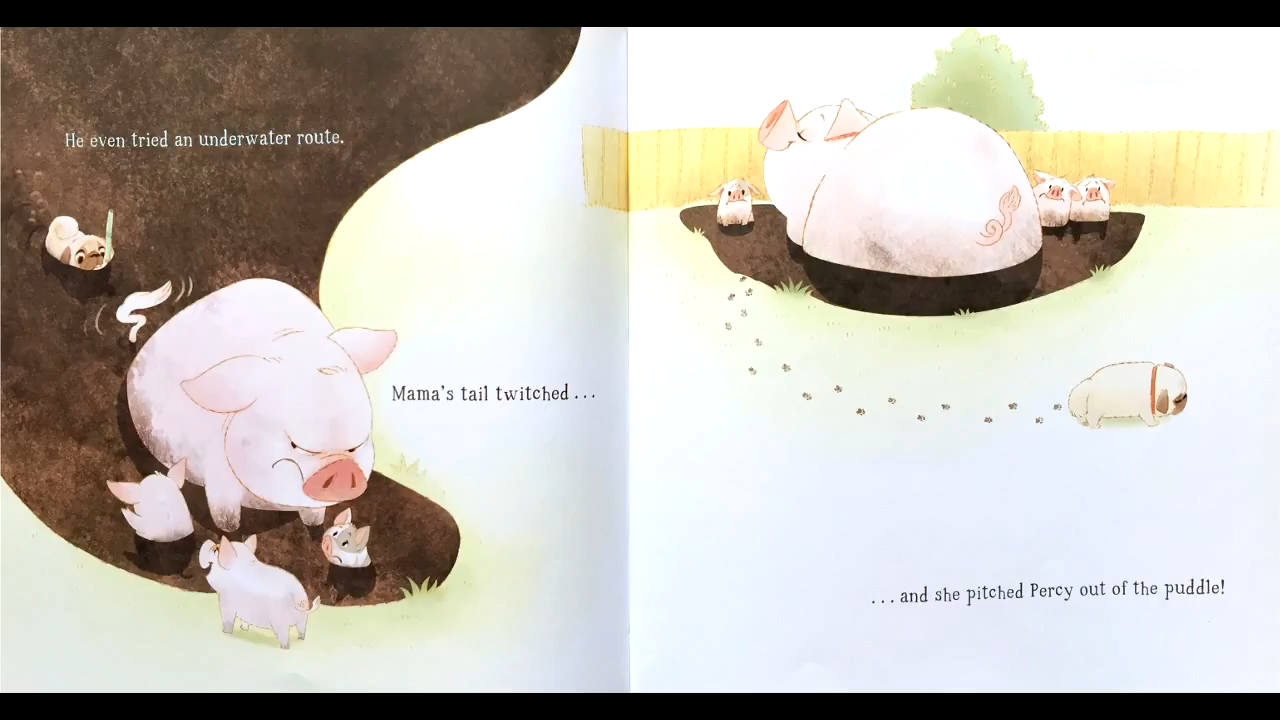 He even tried an underwater route.
Mama's tail twitched . . .
. . . and she pitched Percy out of the puddle!